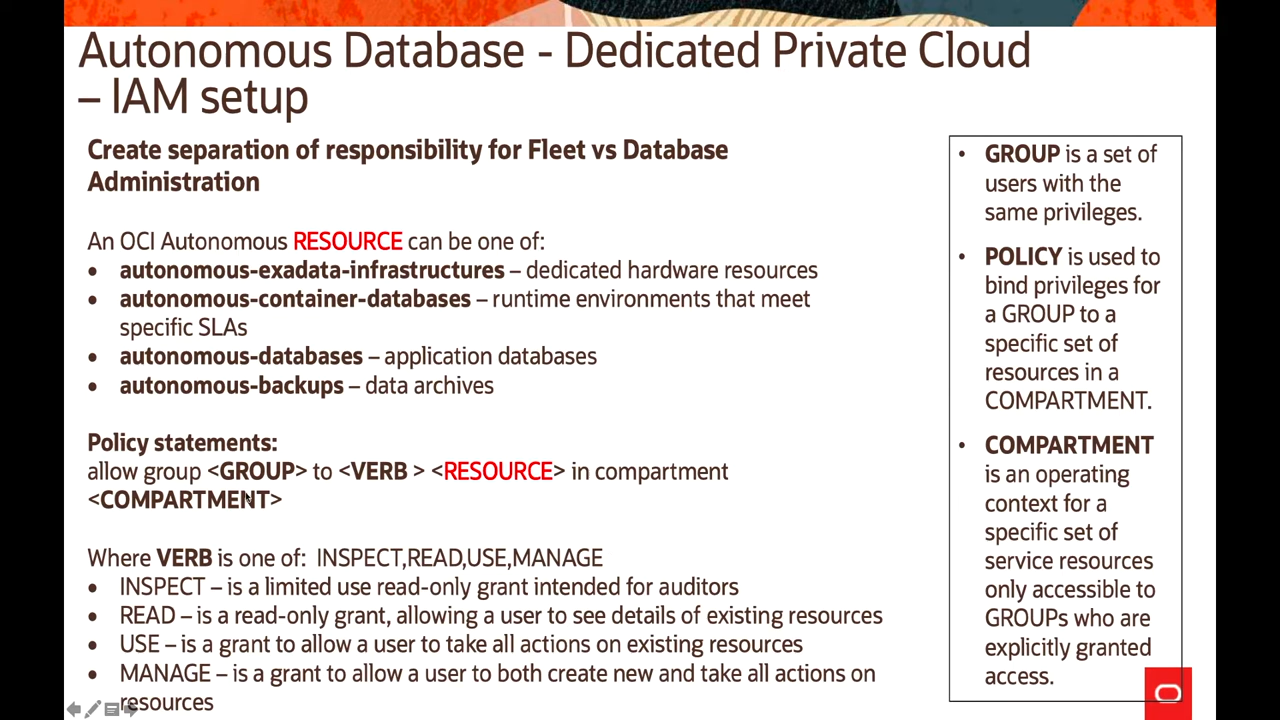 Autonomous Database - Dedicated Private Cloud
– IAM setup
Create separation of responsibility for Fleet vs Database
Administration
An OCI Autonomous RESOURCE can be one of:
• autonomous-exadata-infrastructures – dedicated hardware resources
• autonomous-container-databases – runtime environments that meet
specific SLAs
• autonomous-databases – application databases
• autonomous-backups – data archives
Policy statements:
allow group <GROUP> to <VERB > <RESOURCE> in compartment
<COMPARTMENT>
Where VERB is one of:  INSPECT,READ,USE,MANAGE
• INSPECT – is a limited use read-only grant intended for auditors
• READ – is a read-only grant, allowing a user to see details of existing resources
• USE – is a grant to allow a user to take all actions on existing resources
• MANAGE – is a grant to allow a user to both create new and take all actions on
resources
• GROUP is a set of
users with the
same privileges.
• POLICY is used to
bind privileges for
a GROUP to a
specific set of
resources in a
COMPARTMENT.
• COMPARTMENT
is an operating
context for a
specific set of
service resources
only accessible to
GROUPs who are
explicitly granted
access.